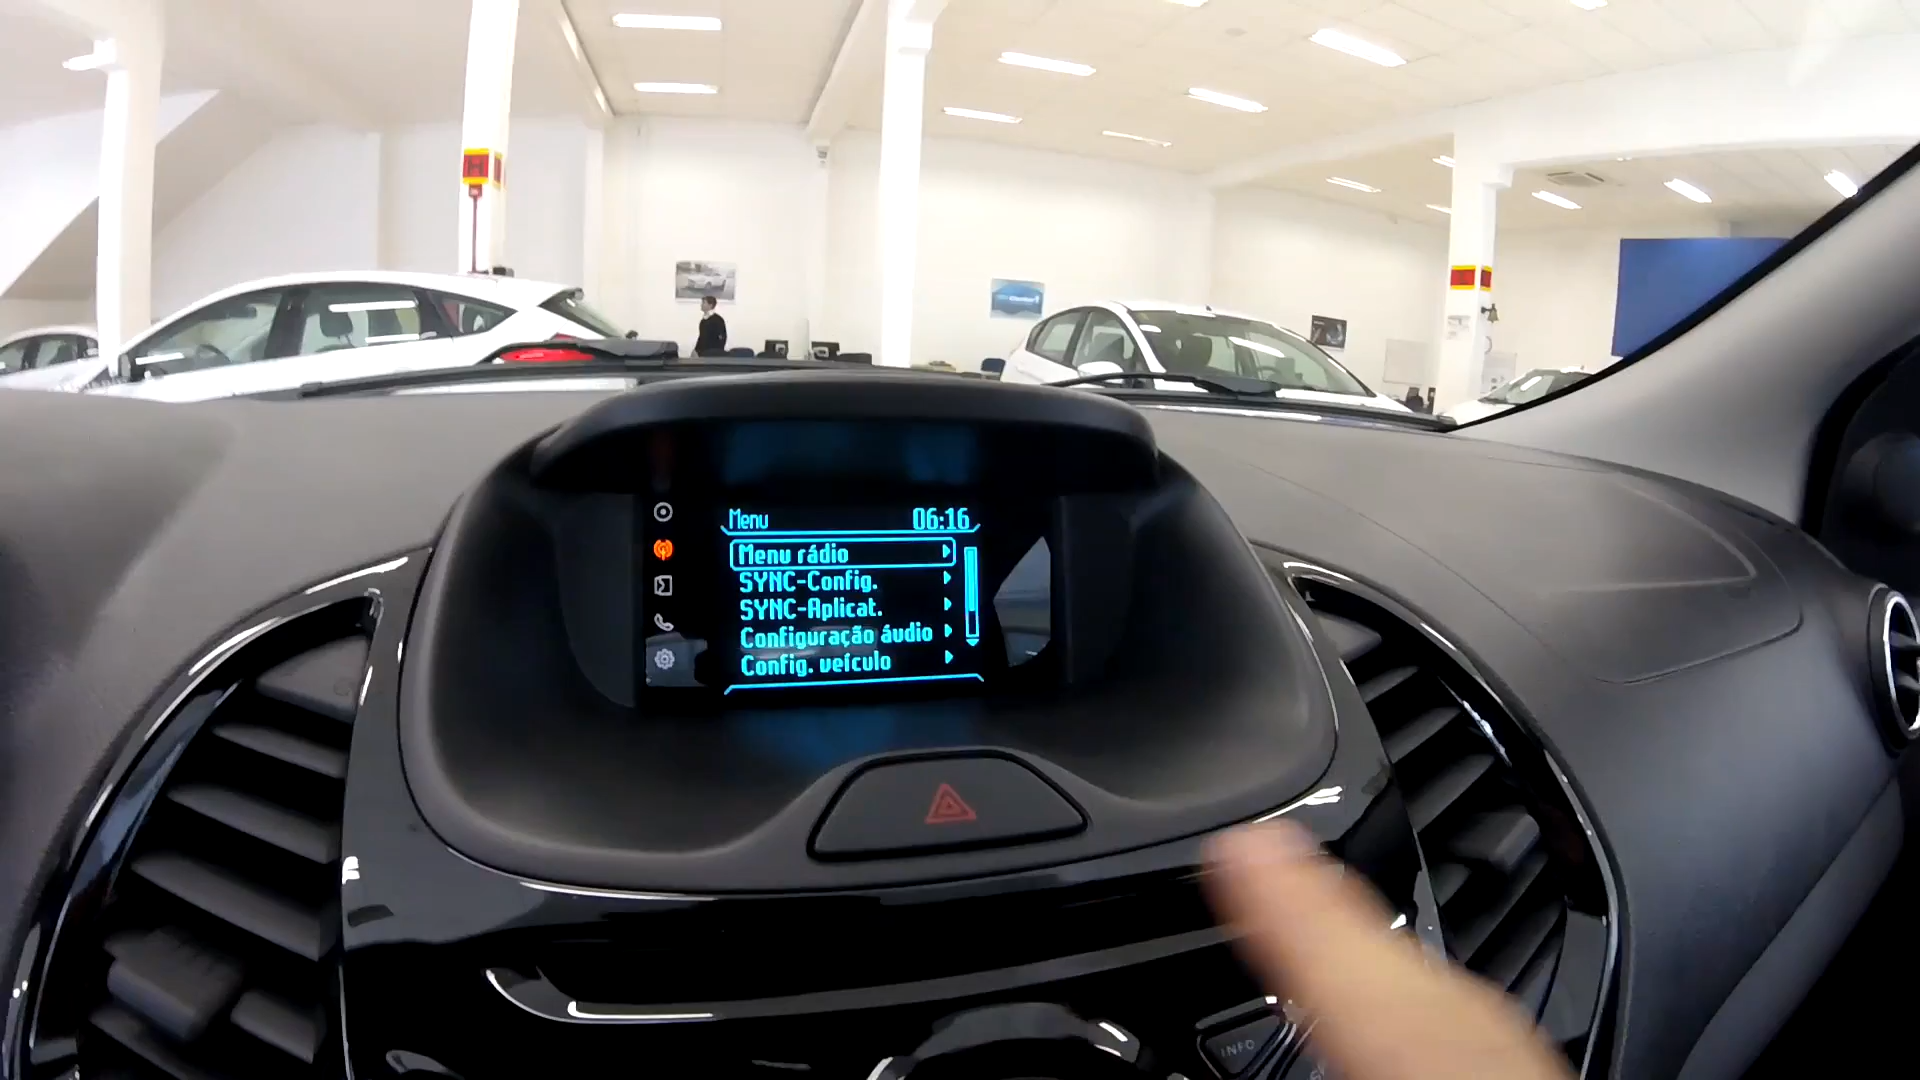 Menu 06:16
Menu rádio
SYNC-Config.
SYNC-Aplicat.
Configuração áudio
Config. veículo
INFO